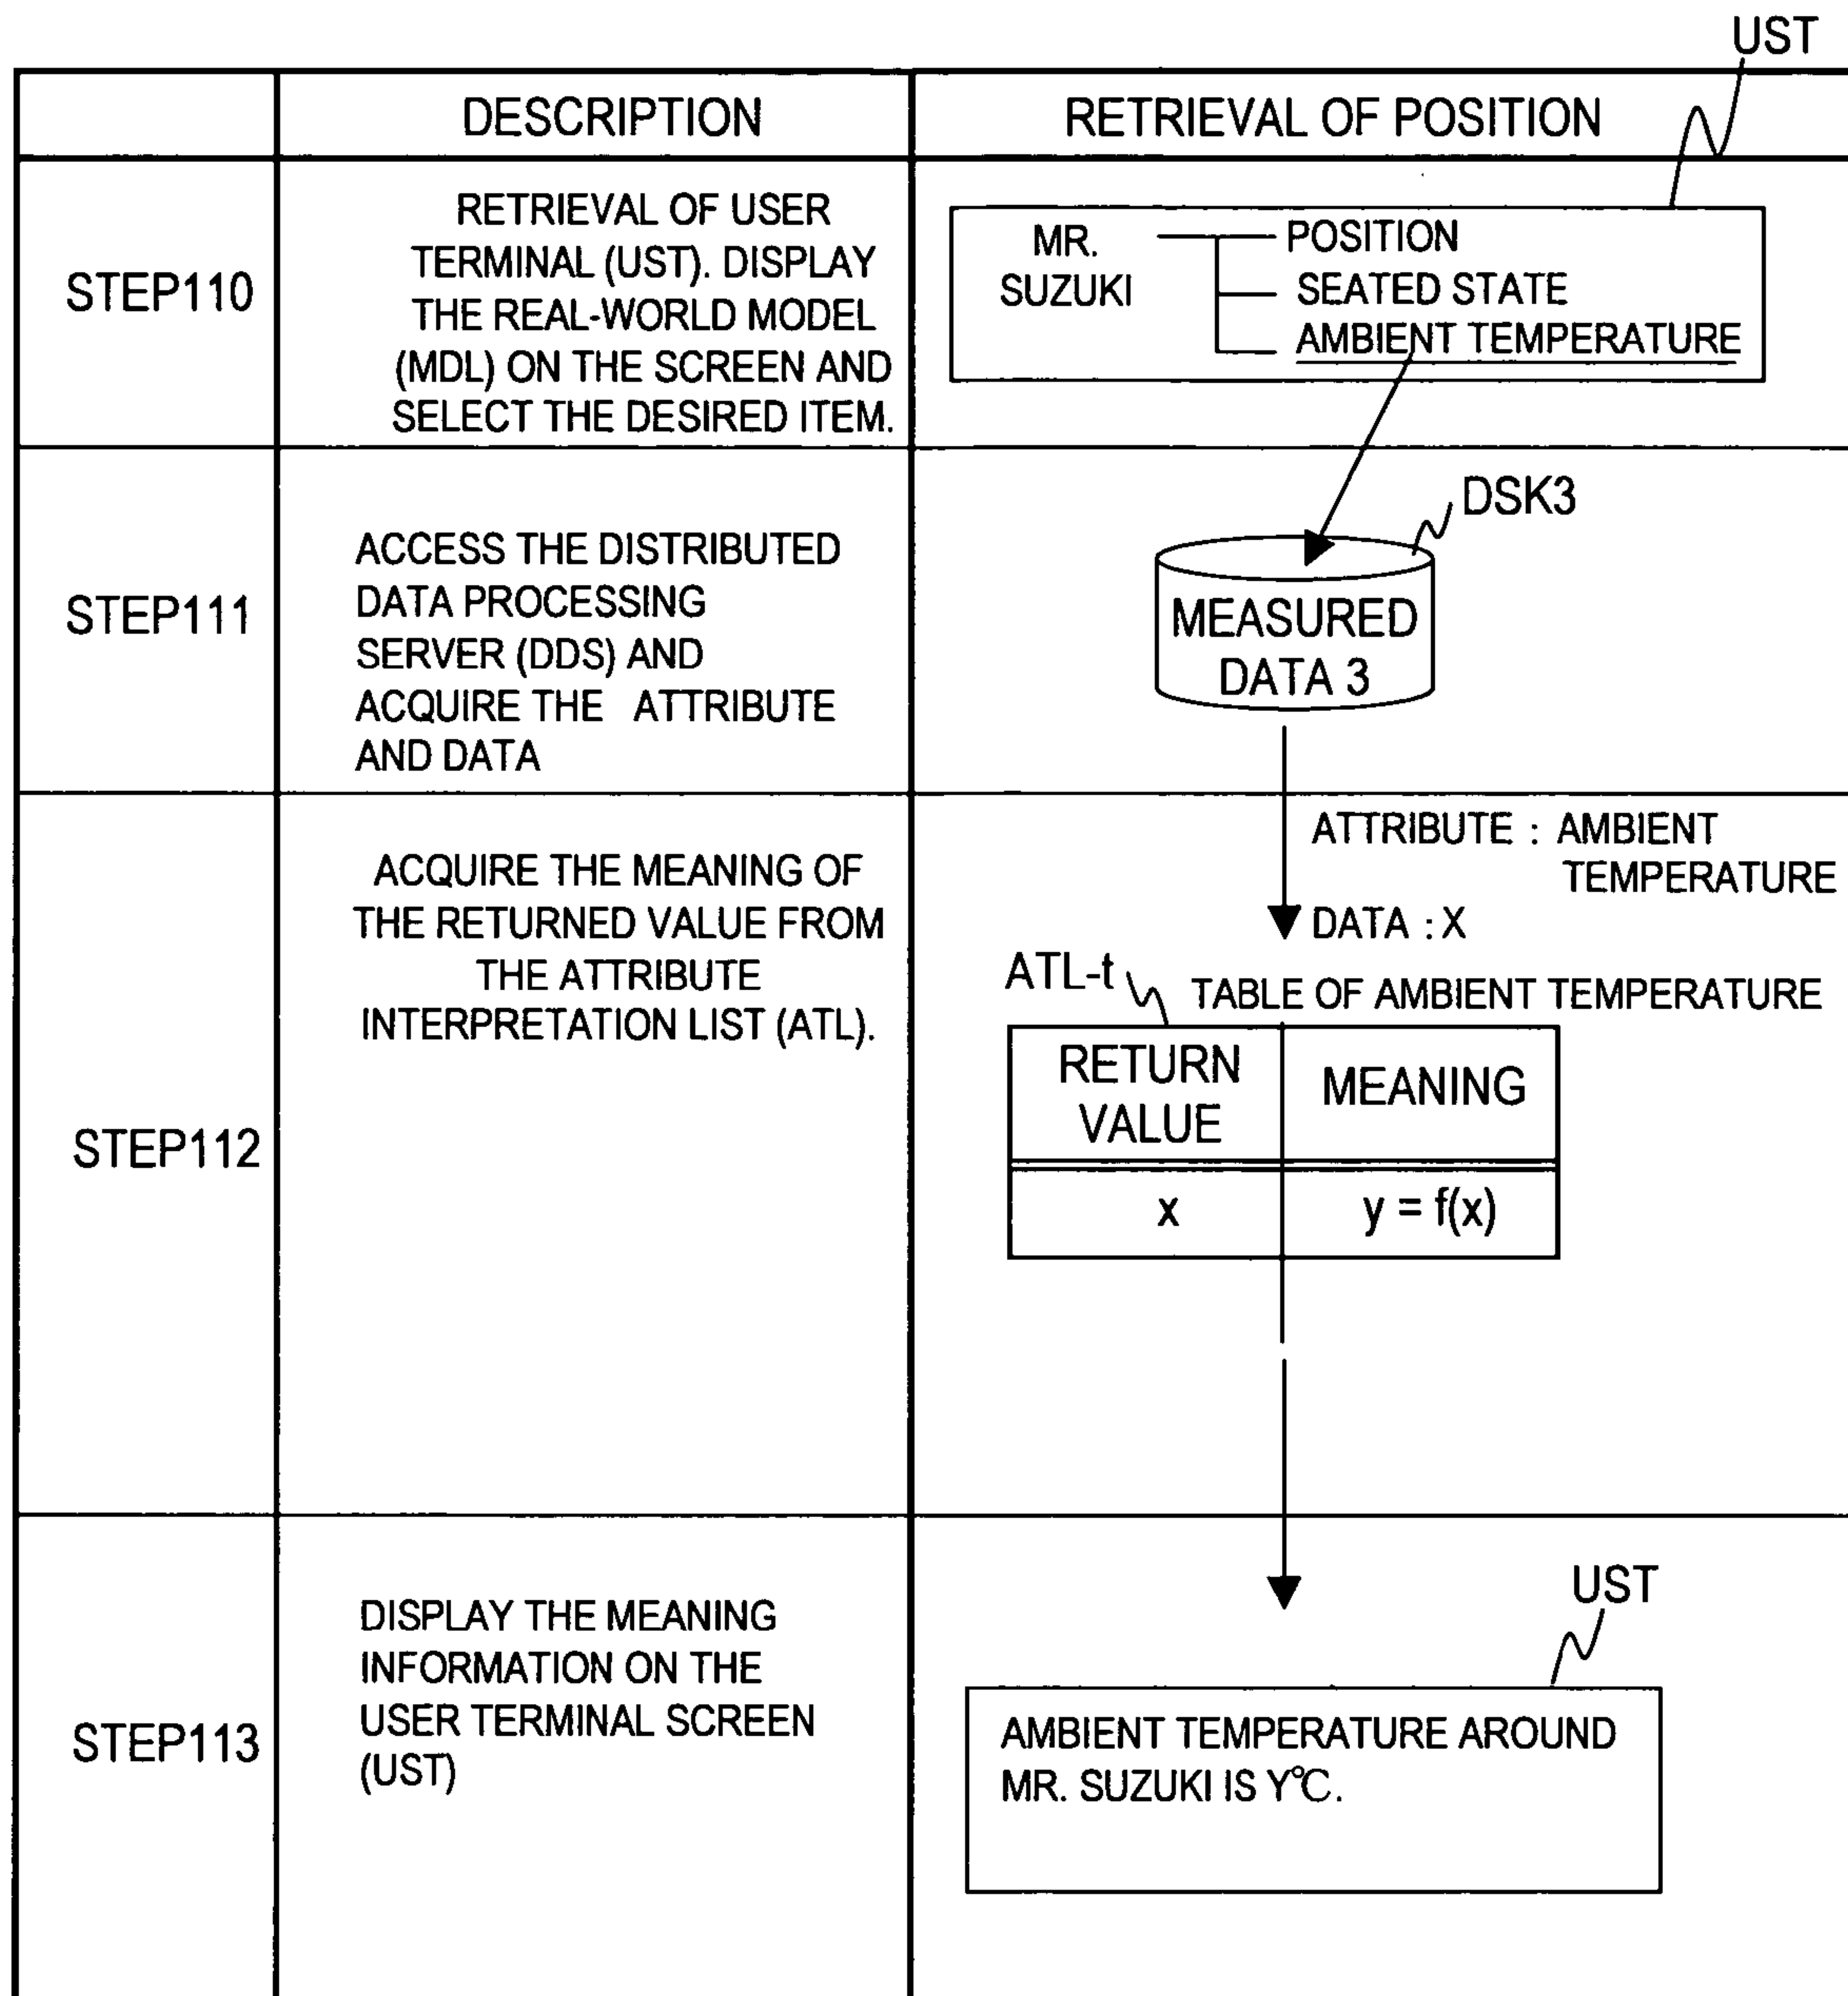 UST
DESCRIPTION
RETRIEVAL OF POSITION
STEP110
RETRIEVAL OF USER
TERMINAL (UST). DISPLAY
THE REAL-WORLD MODEL
(MDL) ON THE SCREEN AND
SELECT THE DESIRED ITEM.
MR.
SUZUKI
POSITION
SEATED STATE
AMBIENT TEMPERATURE
STEP111
ACCESS THE DISTRIBUTED
DATA PROCESSING
SERVER (DDS) AND
ACQUIRE THE ATTRIBUTE
AND DATA
DSK3
MEASURED
DATA 3
STEP112
ACQUIRE THE MEANING OF
THE RETURNED VALUE FROM
THE ATTRIBUTE
INTERPRETATION LIST (ATL).
ATTRIBUTE : AMBIENT
TEMPERATURE
DATA : X
ATL-t
TABLE OF AMBIENT TEMPERATURE
RETURN
VALUE
MEANING
x
y = f(x)
STEP113
DISPLAY THE MEANING
INFORMATION ON THE
USER TERMINAL SCREEN
(UST)
UST
AMBIENT TEMPERATURE AROUND
MR. SUZUKI IS Y℃.